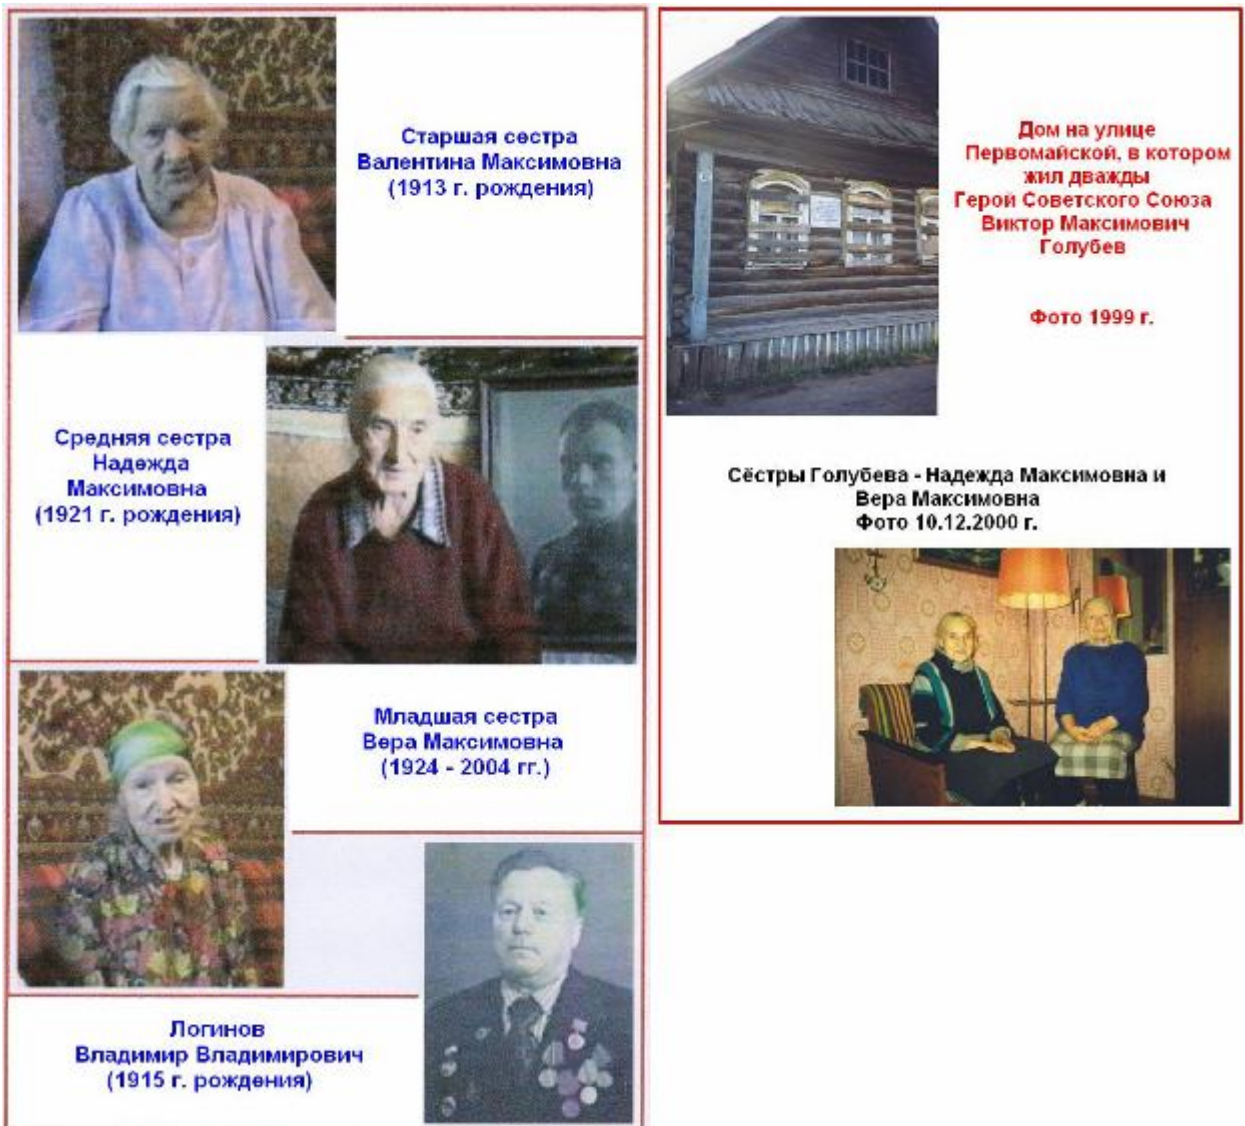 Старшая сестра
Валентина Максимовна
(1913 г. рождения)
Средняя сестра
Надежда
Максимовна
(1921 г. рождения)
Младшая сестра
Вера Максимовна
(1924 - 2004 гг.)
Логинов
Владимир Владимирович
(1915 г. рождения)
Дом на улице
Первомайской, в котором
жил дважды
Герой Советского Союза
Виктор Максимович
Голубев
Фото 1999 г.
Сёстры Голубева - Надежда Максимовна и
Вера Максимовна
Фото 10.12.2000 г.